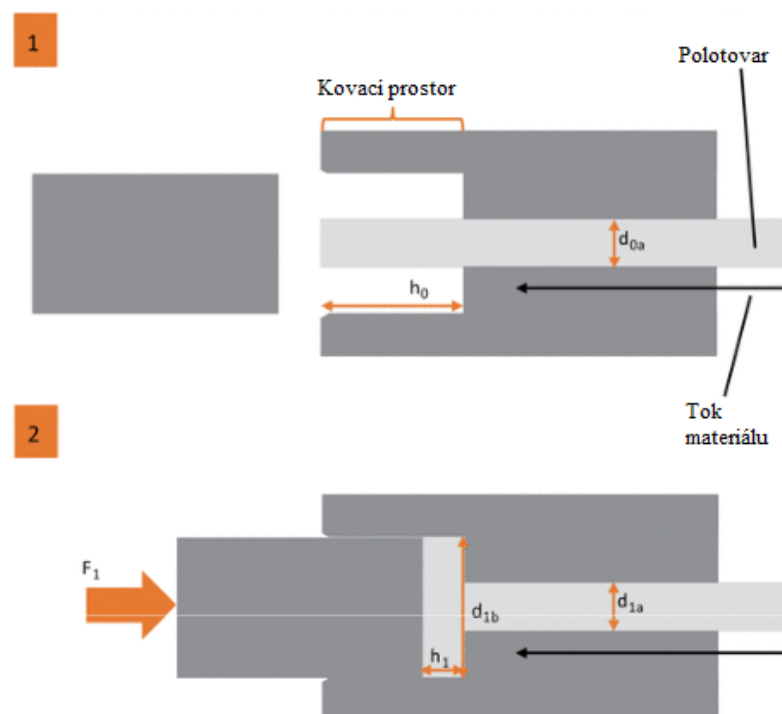 1
Polotovar
Kovací prostor
d0a
h0
Tok
materiálu
2
F1
d1b
d1a
h1